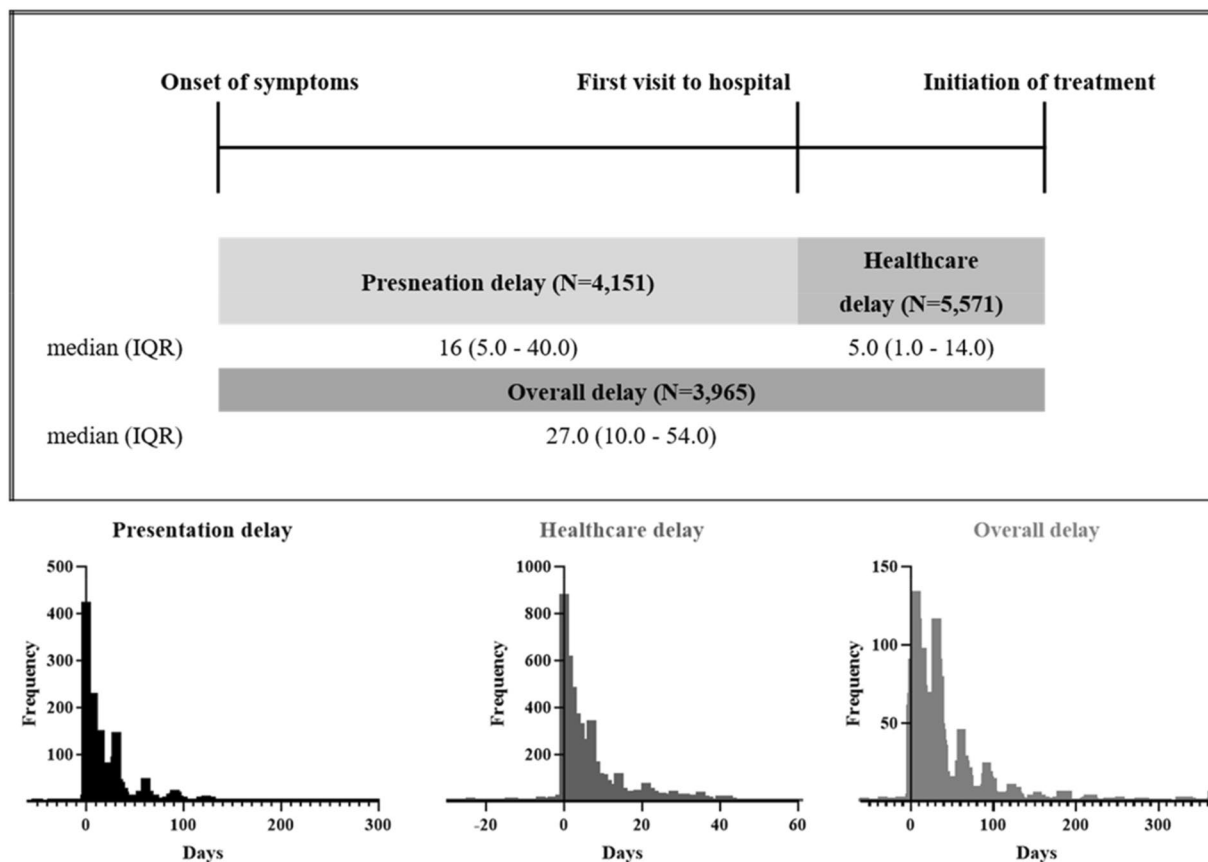 Onset of symptoms First visit to hospital Initiation of treatment
Presneation delay (N=4,151)
Healthcare
delay (N=5,571)
median (IQR) 16 (5.0 - 40.0) 5.0 (1.0 - 14.0)
Overall delay (N=3,965)
median (IQR) 27.0 (10.0 - 54.0)
Presentation delay
Frequency
500
400
300
200
100
0 100 200 300
Days
Healthcare delay
Frequency
1000
800
600
400
200
-20 0 20 40 60
Days
Overall delay
Frequency
150
100
50
0 100 200 300
Days